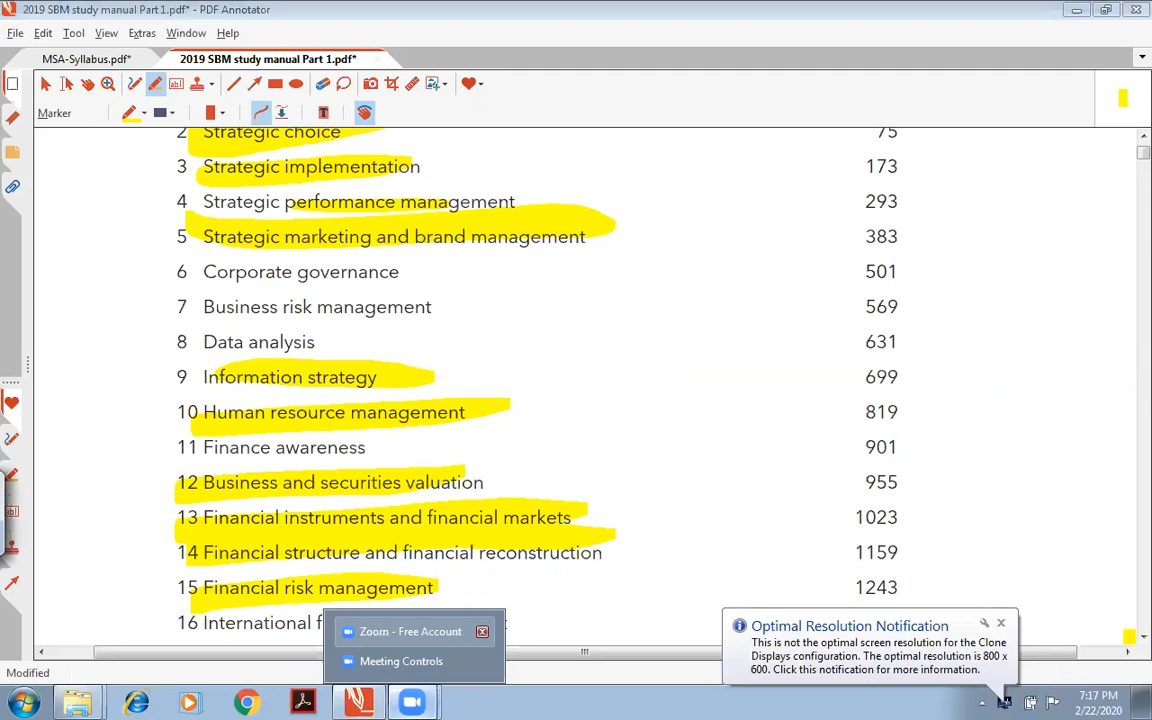 2019 SBM study manual Part 1.pdf* - PDF Annotator
File Edit Tool View Extras Window Help
MSA-Syllabus.pdf* 2019 SBM study manual Part 1.pdf*
Marker
2 Strategic choice 75
3 Strategic implementation 173
4 Strategic performance management 293
5 Strategic marketing and brand management 383
6 Corporate governance 501
7 Business risk management 569
8 Data analysis 631
9 Information strategy 699
10 Human resource management 819
11 Finance awareness 901
12 Business and securities valuation 955
13 Financial instruments and financial markets 1023
14 Financial structure and financial reconstruction 1159
15 Financial risk management 1243
16 International f
Zoom - Free Account
Meeting Controls
Optimal Resolution Notification
This is not the optimal screen resolution for the Clone
Displays configuration. The optimal resolution is 800 x
600. Click this notification for more information.
Modified
7:17 PM
2/22/2020